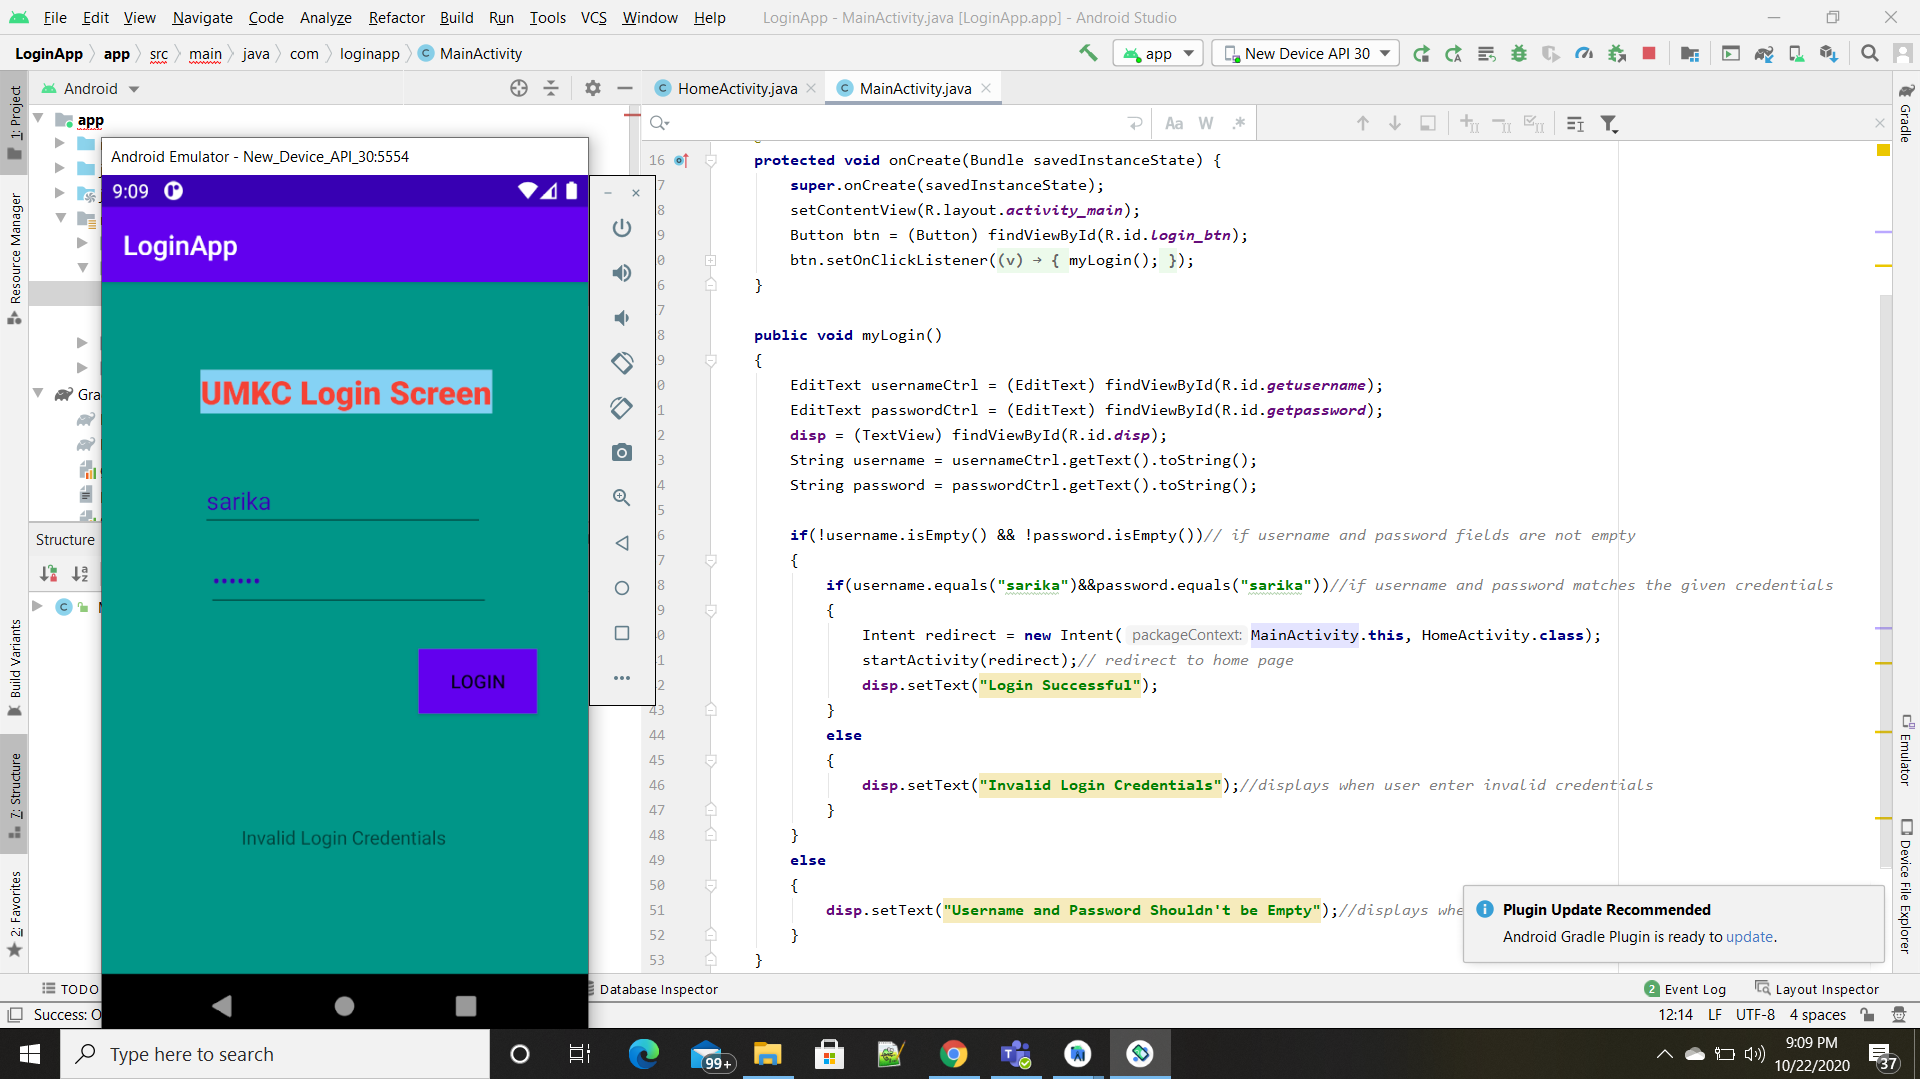 File Edit View Navigate Code Analyze Refactor Build Run Tools VCS Window Help LoginApp - MainActivity.java [LoginApp.app] - Android Studio
LoginApp app src main java com loginapp MainActivity app New Device API 30
Android
HomeActivity.java MainActivity.java
Aa W .*
1: Project
Resource Manager
Build Variants
7: Structure
2: Favorites
app
Gra
Structure
Android Emulator - New_Device_API_30:5554
9:09
LoginApp
UMKC Login Screen
sarika
••••••
LOGIN
Invalid Login Credentials
16 protected void onCreate(Bundle savedInstanceState) {
7 super.onCreate(savedInstanceState);
8 setContentView(R.layout.activity_main);
9 Button btn = (Button) findViewById(R.id.login_btn);
0 btn.setOnClickListener((v) → { myLogin(); });
6 }
7
8 public void myLogin()
9 {
0 EditText usernameCtrl = (EditText) findViewById(R.id.getusername);
1 EditText passwordCtrl = (EditText) findViewById(R.id.getpassword);
2 disp = (TextView) findViewById(R.id.disp);
3 String username = usernameCtrl.getText().toString();
4 String password = passwordCtrl.getText().toString();
5
6 if(!username.isEmpty() && !password.isEmpty())// if username and password fields are not empty
7 {
8 if(username.equals("sarika")&&password.equals("sarika"))//if username and password matches the given credentials
9 {
0 Intent redirect = new Intent( packageContext: MainActivity.this, HomeActivity.class);
1 startActivity(redirect);// redirect to home page
2 disp.setText("Login Successful");
43 }
44 else
45 {
46 disp.setText("Invalid Login Credentials");//displays when user enter invalid credentials
47 }
48 }
49 else
50 {
51 disp.setText("Username and Password Shouldn't be Empty");//displays whe
52 }
53 }
Gradle
Emulator
Device File Explorer
Plugin Update Recommended
Android Gradle Plugin is ready to update.
TODO Database Inspector 2 Event Log Layout Inspector
Success: O 12:14 LF UTF-8 4 spaces
Type here to search 99+
9:09 PM
10/22/2020
37